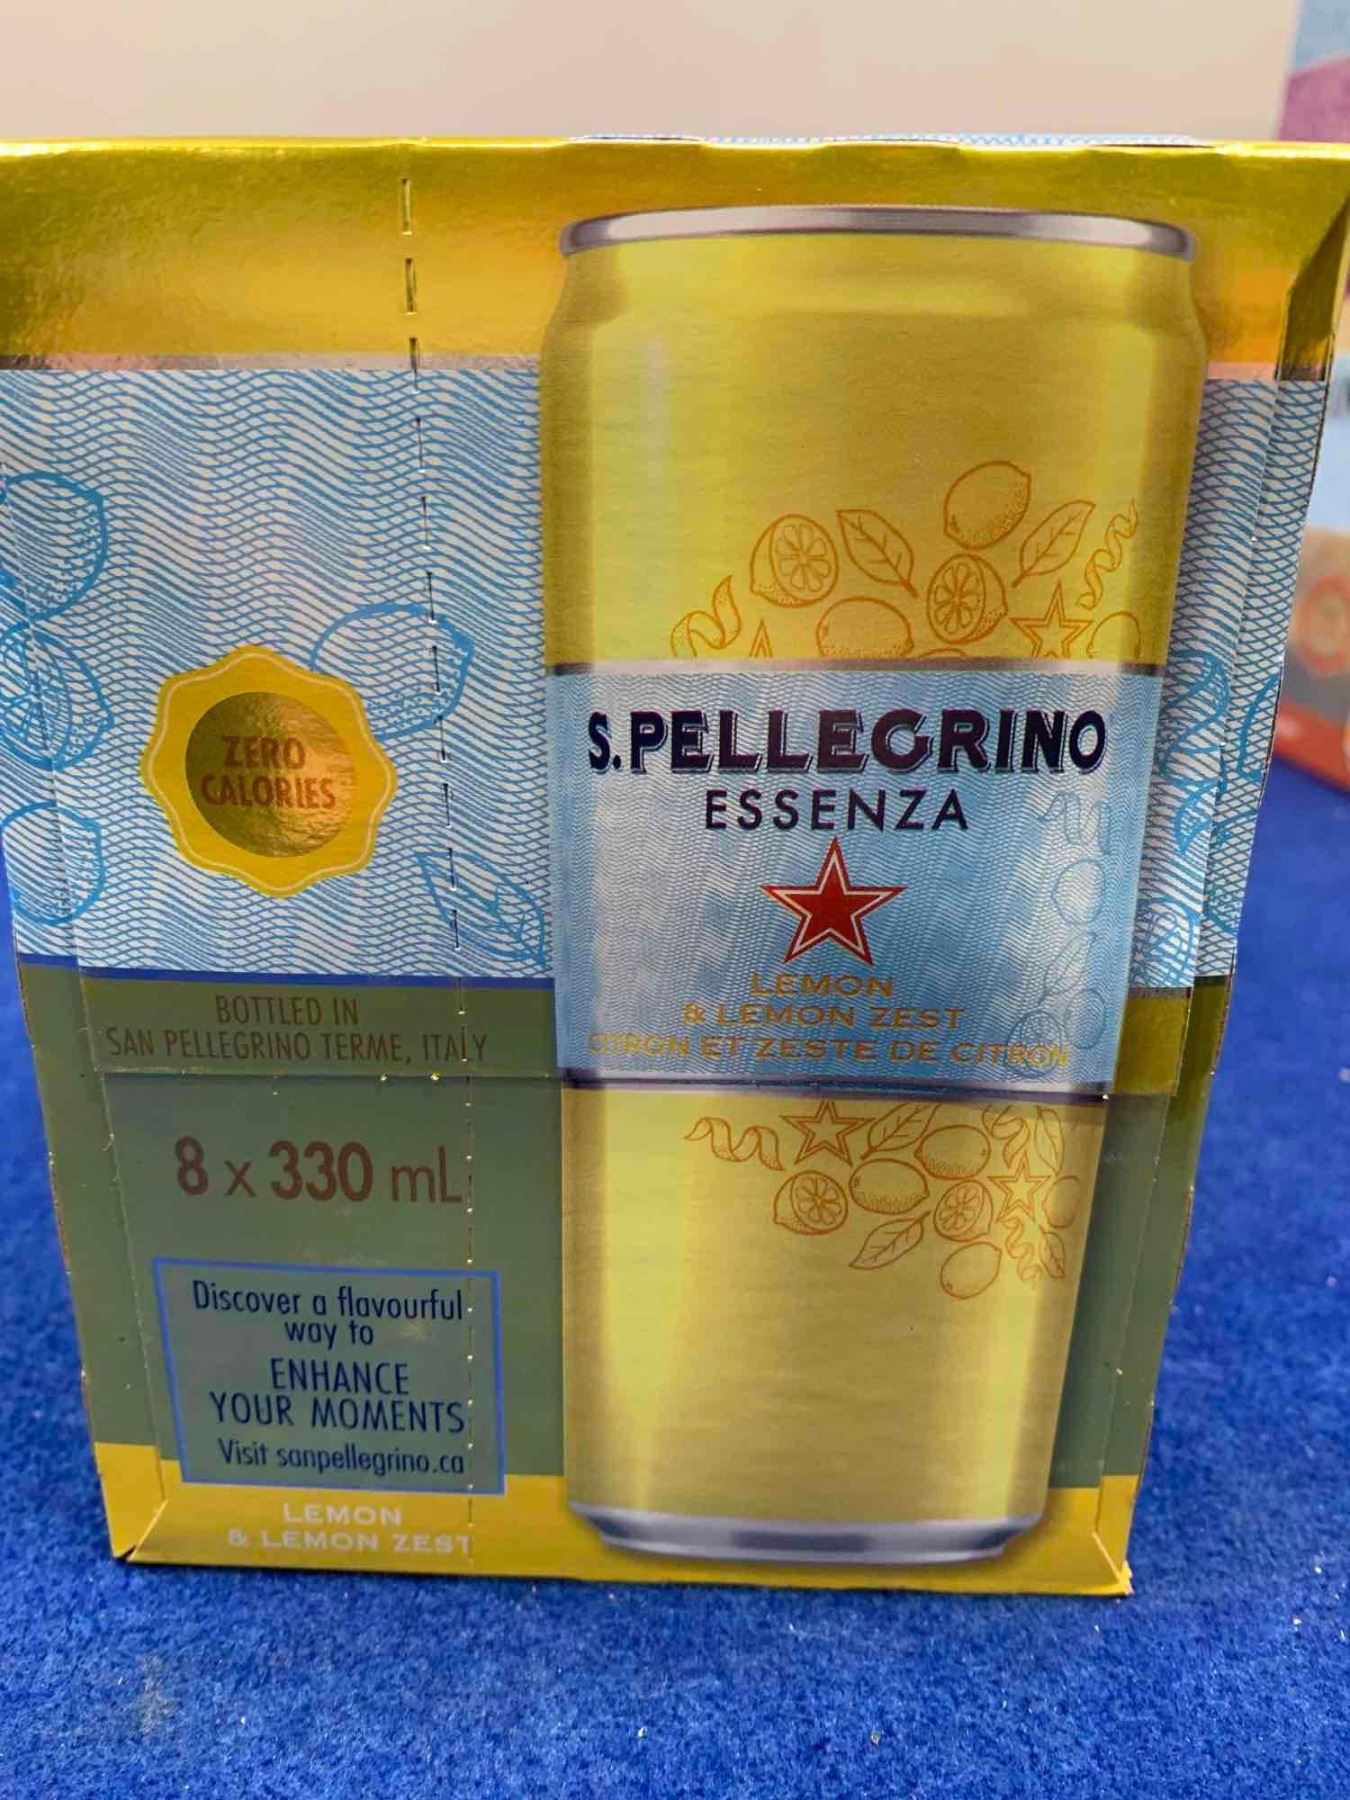 ZERO
CALORIES
BOTTLED IN
SAN PELLEGRINO TERME, ITALY
8 x 330 mL
Discover a flavourful
way to
ENHANCE
YOUR MOMENTS
Visit sanpellegrino.ca
LEMON
& LEMON ZEST
S.PELLEGRINO
ESSENZA
LEMON
& LEMON ZEST
CITRON ET ZESTE DE CITRON